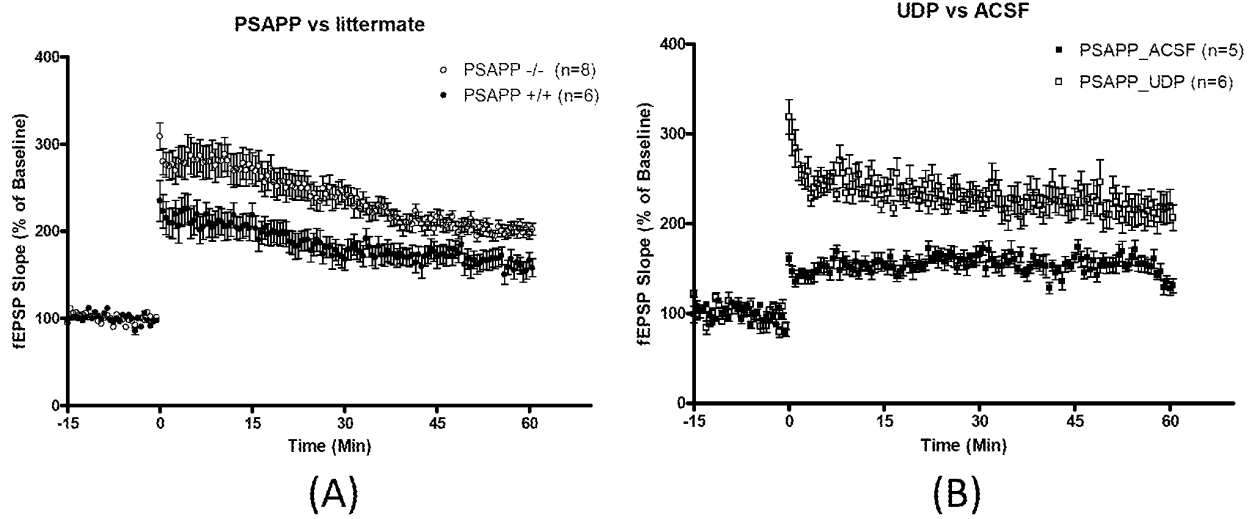 PSAPP vs littermate
400
300
200
100
0
fEPSP Slope (% of Baseline)
PSAPP -/- (n=8)
PSAPP +/+ (n=6)
-15 0 15 30 45 60
Time (Min)
(A)
UDP vs ACSF
400
300
200
100
0
fEPSP Slope (% of Baseline)
PSAPP_ACSF (n=5)
PSAPP_UDP (n=6)
-15 0 15 30 45 60
Time (Min)
(B)